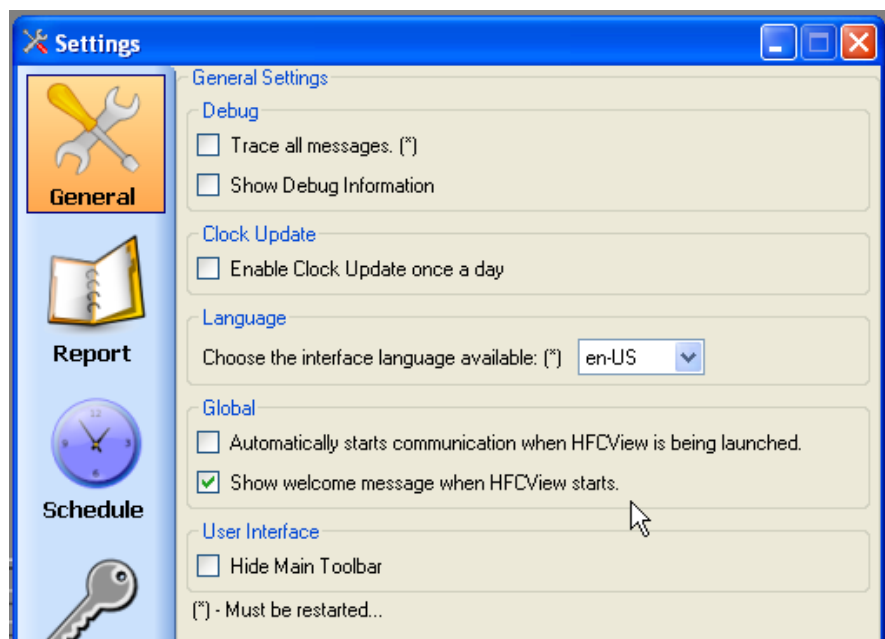 Settings
General
Report
Schedule
General Settings
Debug
Trace all messages. (*)
Show Debug Information
Clock Update
Enable Clock Update once a day
Language
Choose the interface language available: (*) en-US
Global
Automatically starts communication when HFCView is being launched.
Show welcome message when HFCView starts.
User Interface
Hide Main Toolbar
(*) - Must be restarted...